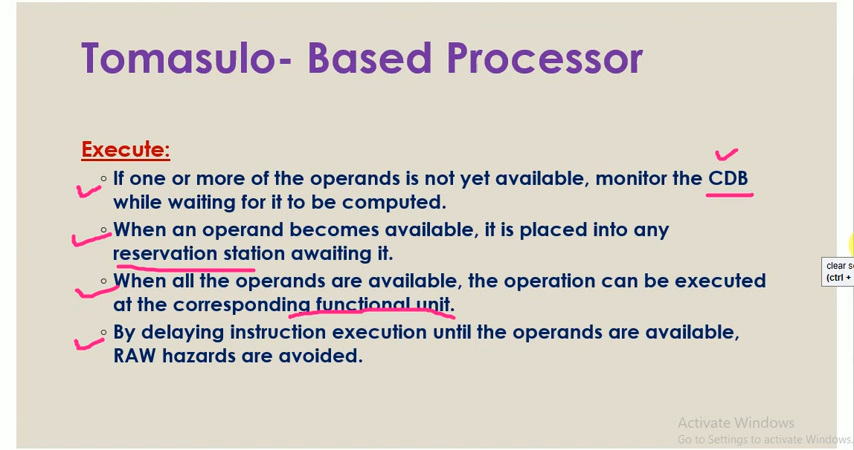 Tomasulo- Based Processor
Execute:
◦ If one or more of the operands is not yet available, monitor the CDB
while waiting for it to be computed.
◦ When an operand becomes available, it is placed into any
reservation station awaiting it.
◦ When all the operands are available, the operation can be executed
at the corresponding functional unit.
◦ By delaying instruction execution until the operands are available,
RAW hazards are avoided.
clear
(ctrl +
Activate Windows
Go to Settings to activate Windows.